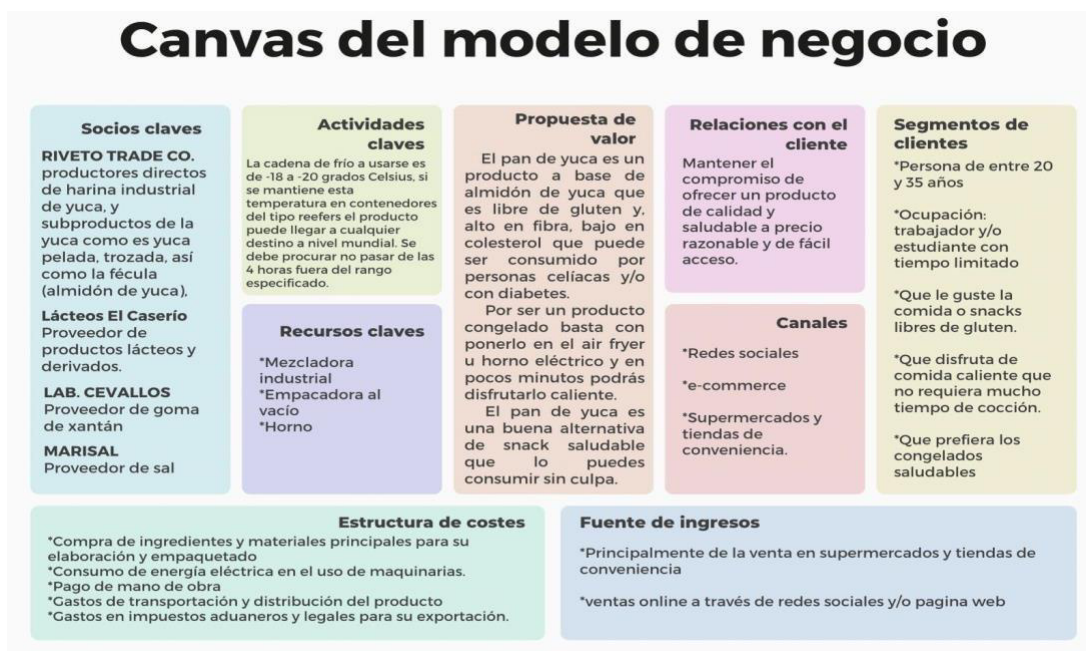 Canvas del modelo de negocio
Socios claves
RIVETO TRADE CO.
productores directos
de harina industrial
de yuca, y
subproductos de la
yuca como es yuca
pelada, trozada, así
como la fécula
(almidón de yuca),
Lácteos El Caserío
Proveedor de
productos lácteos y
derivados.
LAB. CEVALLOS
Proveedor de goma
de xantán
MARISAL
Proveedor de sal
Actividades
claves
La cadena de frío a usarse es
de -18 a -20 grados Celsius, si
se mantiene esta
temperatura en contenedores
del tipo reefers el producto
puede llegar a cualquier
destino a nivel mundial. Se
debe procurar no pasar de las
4 horas fuera del rango
especificado.
Recursos claves
*Mezcladora
industrial
*Empacadora al
vacío
*Horno
Propuesta de
valor
El pan de yuca es un
producto a base de
almidón de yuca que
es libre de gluten y,
alto en fibra, bajo en
colesterol que puede
ser consumido por
personas celíacas y/o
con diabetes.
Por ser un producto
congelado basta con
ponerlo en el air fryer
u horno eléctrico y en
pocos minutos podrás
disfrutarlo caliente.
El pan de yuca es
una buena alternativa
de snack saludable
que lo puedes
consumir sin culpa.
Relaciones con el
cliente
Mantener el
compromiso de
ofrecer un producto
de calidad y
saludable a precio
razonable y de fácil
acceso.
Canales
*Redes sociales
*e-commerce
*Supermercados y
tiendas de
conveniencia.
Segmentos de
clientes
*Persona de entre 20
y 35 años
*Ocupación:
trabajador y/o
estudiante con
tiempo limitado
*Que le guste la
comida o snacks
libres de gluten.
*Que disfruta de
comida caliente que
no requiera mucho
tiempo de cocción.
*Que prefiera los
congelados
saludables
Estructura de costes
*Compra de ingredientes y materiales principales para su
elaboración y empaquetado
*Consumo de energía eléctrica en el uso de maquinarias.
*Pago de mano de obra
*Gastos de transportación y distribución del producto
*Gastos en impuestos aduaneros y legales para su exportación.
Fuente de ingresos
*Principalmente de la venta en supermercados y tiendas de
conveniencia
*ventas online a través de redes sociales y/o pagina web